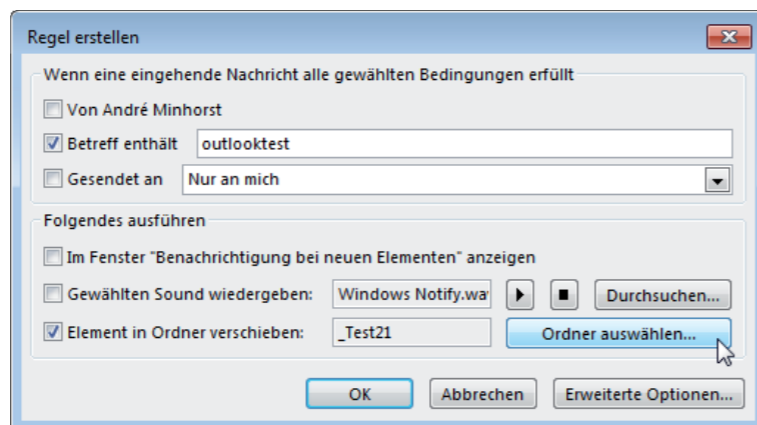 Regel erstellen
Wenn eine eingehende Nachricht alle gewählten Bedingungen erfüllt
Von André Minhorst
Betreff enthält outlooktest
Gesendet an Nur an mich
Folgendes ausführen
Im Fenster "Benachrichtigung bei neuen Elementen" anzeigen
Gewählten Sound wiedergeben: Windows Notify.wa Durchsuchen...
Element in Ordner verschieben: _Test21 Ordner auswählen...
OK Abbrechen Erweiterte Optionen...